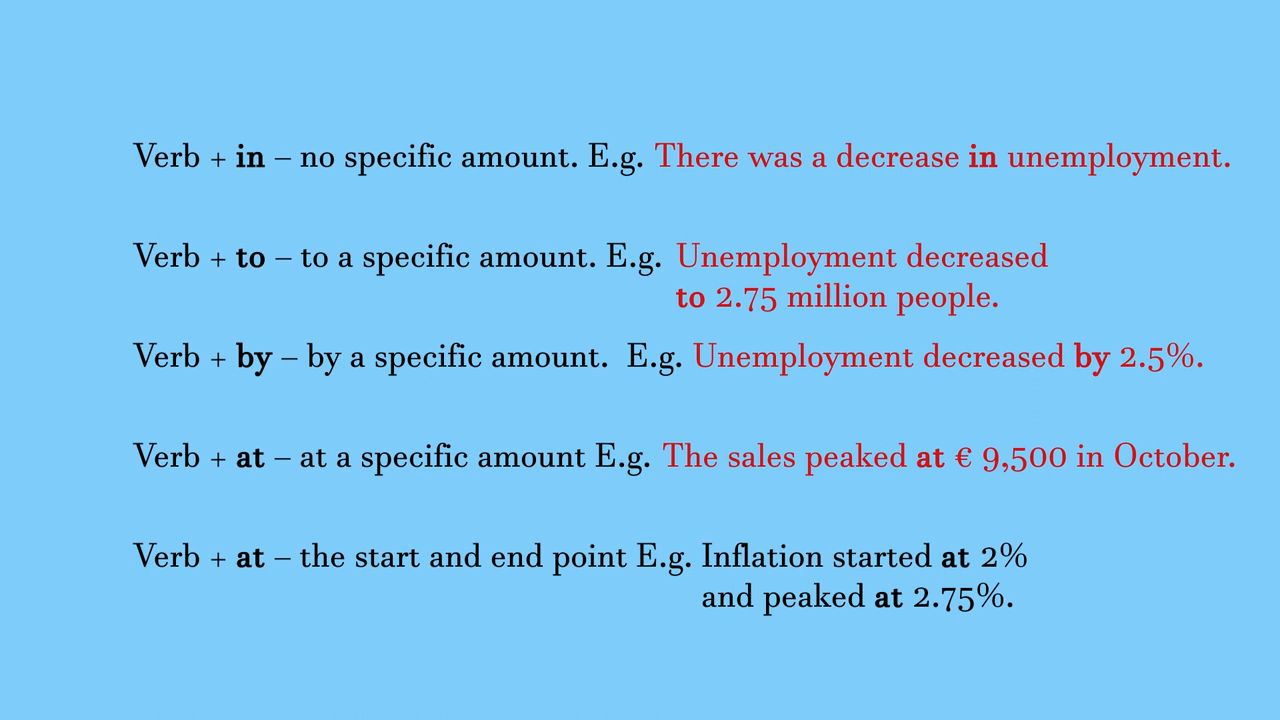 Verb + in – no specific amount. E.g. There was a decrease in unemployment.
Verb + to – to a specific amount. E.g. Unemployment decreased
to 2.75 million people.
Verb + by – by a specific amount. E.g. Unemployment decreased by 2.5%.
Verb + at – at a specific amount E.g. The sales peaked at € 9,500 in October.
Verb + at – the start and end point E.g. Inflation started at 2%
and peaked at 2.75%.